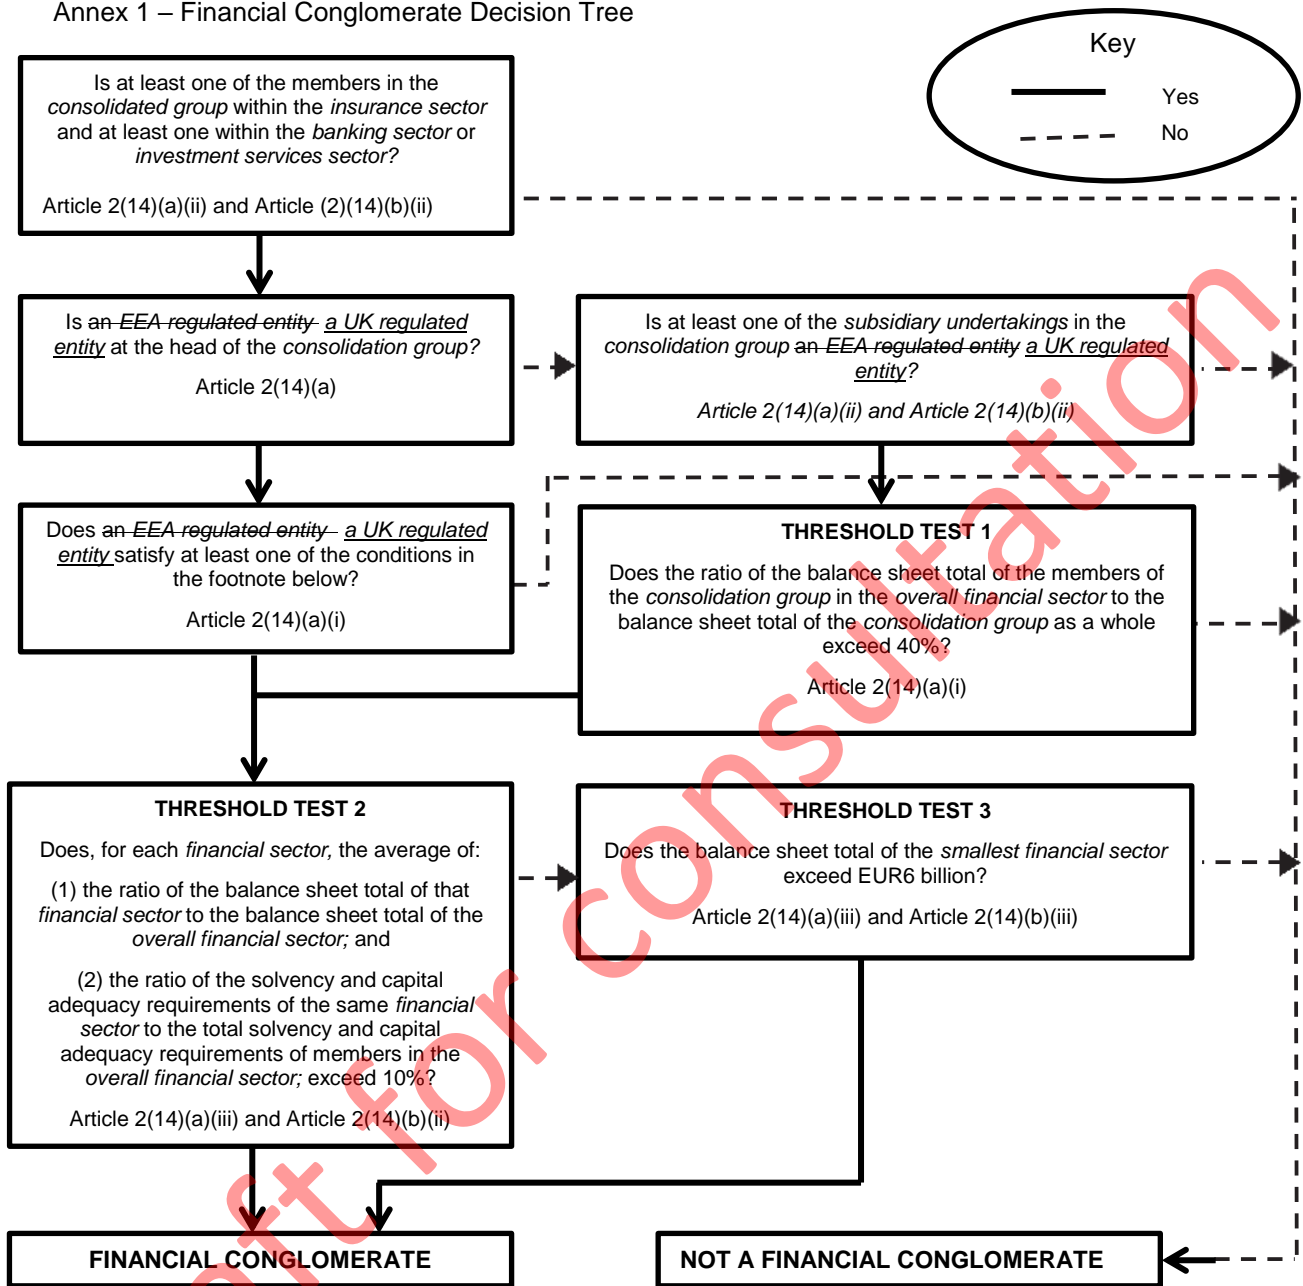 Annex 1 – Financial Conglomerate Decision Tree
Key
Yes
No
Is at least one of the members in the
consolidated group within the insurance sector
and at least one within the banking sector or
investment services sector?
Article 2(14)(a)(ii) and Article (2)(14)(b)(ii)
Is an EEA regulated entity a UK regulated
entity at the head of the consolidation group?
Article 2(14)(a)
Is at least one of the subsidiary undertakings in the
consolidation group an EEA regulated entity a UK regulated
entity?
Article 2(14)(a)(ii) and Article 2(14)(b)(ii)
Does an EEA regulated entity a UK regulated
entity satisfy at least one of the conditions in
the footnote below?
Article 2(14)(a)(i)
THRESHOLD TEST 1
Does the ratio of the balance sheet total of the members of
the consolidation group in the overall financial sector to the
balance sheet total of the consolidation group as a whole
exceed 40%?
Article 2(14)(a)(i)
THRESHOLD TEST 2
Does, for each financial sector, the average of:
(1) the ratio of the balance sheet total of that
financial sector to the balance sheet total of the
overall financial sector; and
(2) the ratio of the solvency and capital
adequacy requirements of the same financial
sector to the total solvency and capital
adequacy requirements of members in the
overall financial sector; exceed 10%?
Article 2(14)(a)(iii) and Article 2(14)(b)(ii)
THRESHOLD TEST 3
Does the balance sheet total of the smallest financial sector
exceed EUR6 billion?
Article 2(14)(a)(iii) and Article 2(14)(b)(iii)
FINANCIAL CONGLOMERATE
NOT A FINANCIAL CONGLOMERATE
aft for consultation